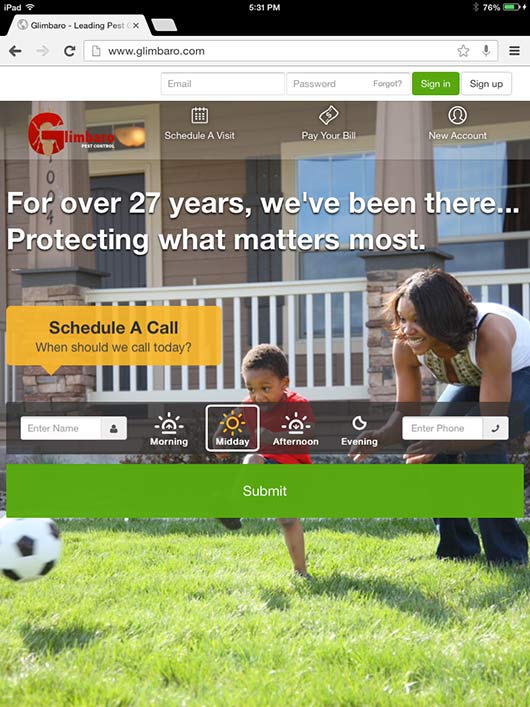 iPad
5:31 PM
76%
Glimbaro - Leading Pest C
www.glimbaro.com
Email
Password
Forgot?
Sign in
Sign up
Glimbaro
PEST CONTROL
Schedule A Visit
Pay Your Bill
New Account
1004
For over 27 years, we've been there...
Protecting what matters most.
Schedule A Call
When should we call today?
Enter Name
Morning
Midday
Afternoon
Evening
Enter Phone
Submit